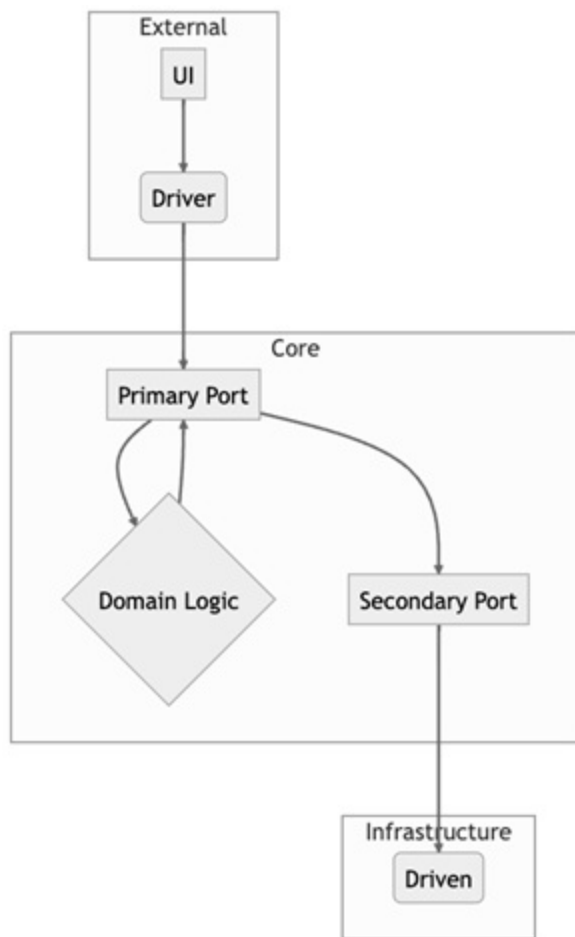 External
UI
Driver
Core
Primary Port
Domain Logic
Secondary Port
Infrastructure
Driven